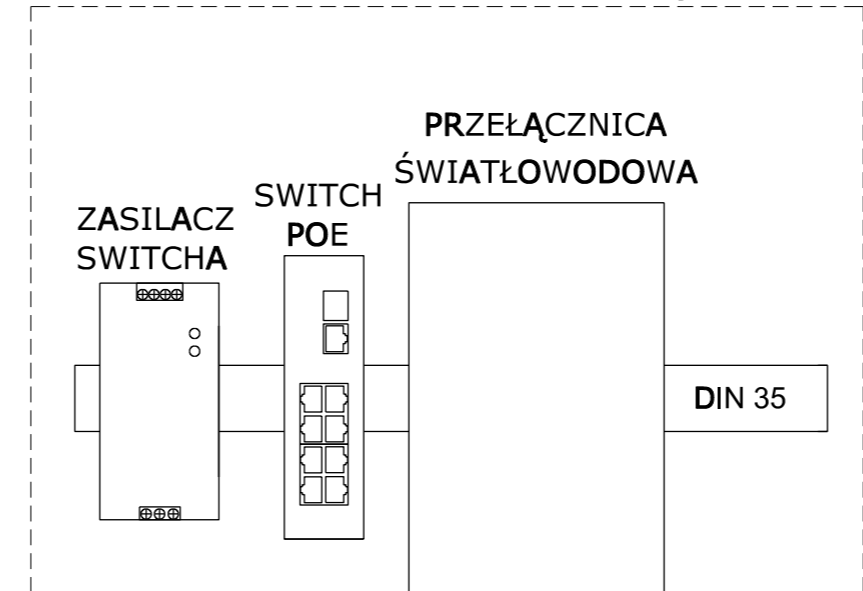 PRZEŁĄCZNICA
ŚWIATŁOWODOWA
SWITCH
POE
ZASILACZ
SWITCHA
DIN 35